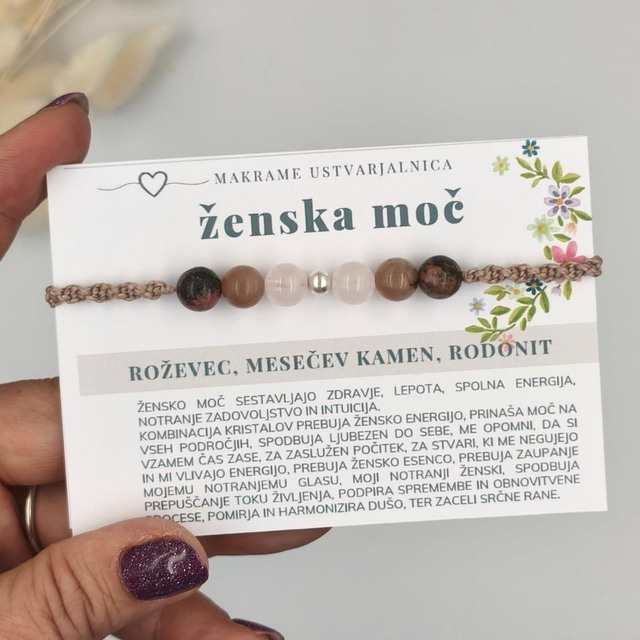 MAKRAME USTVARJALNICA
ženska moč
ROŽEVEC, MESEČEV KAMEN, RODONIT
ŽENSKO MOČ SESTAVLJAJO ZDRAVJE, LEPOTA, SPOLNA ENERGIJA,
NOTRANJE ZADOVOLJSTVO IN INTUICIJA.
KOMBINACIJA KRISTALOV PREBUJA ŽENSKO ENERGIJO, PRINAŠA MOČ NA
VSEH PODROČJIH, SPODBUJA LJUBEZEN DO SEBE, ME OPOMNI, DA SI
VZAMEM ČAS ZASE, ZA ZASLUŽEN POČITEK, ZA STVARI, KI ME NEGUJEJO
IN MI VLIVAJO ENERGIJO, PREBUJA ŽENSKO ESENCO, PREBUJA ZAUPANJE
MOJEMU NOTRANJEMU GLASU, MOJI NOTRANJI ŽENSKI, SPODBUJA
PREPUŠČANJE TOKU ŽIVLJENJA, PODPIRA SPREMEMBE IN OBNOVITVENE
PROCESE, POMIRJA IN HARMONIZIRA DUŠO, TER ZACELI SRČNE RANE.